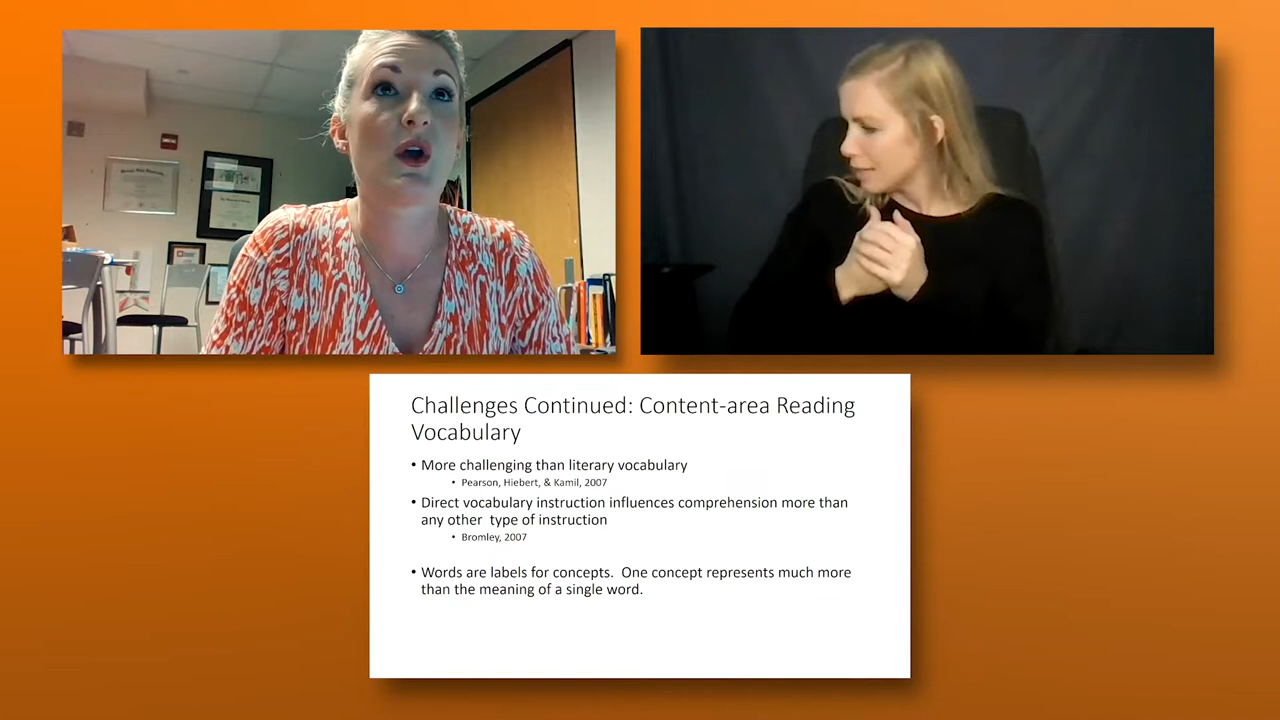 Challenges Continued: Content-area Reading
Vocabulary
• More challenging than literary vocabulary
• Pearson, Hiebert, & Kamil, 2007
• Direct vocabulary instruction influences comprehension more than
any other  type of instruction
• Bromley, 2007
• Words are labels for concepts.  One concept represents much more
than the meaning of a single word.